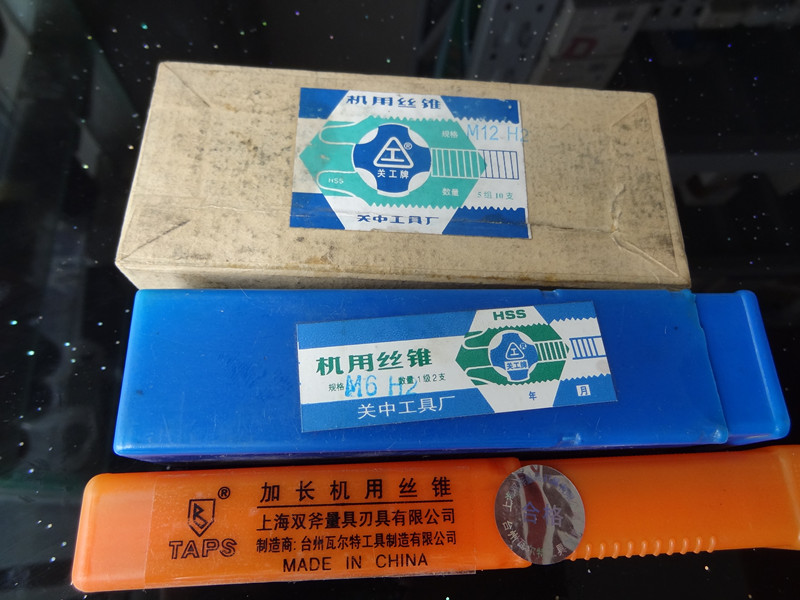 机用丝锥
规格 M12 H2
工®
关工牌
HSS
数量 3级10支
关中工具厂
HSS
机用丝锥
规格 M6 H2 数量 1级2支
工®
关工牌
年 月
关中工具厂
®
TAPS
加长机用丝锥
上海双斧量具刃具有限公司
制造商:台州瓦尔特工具制造有限公司
MADE IN CHINA